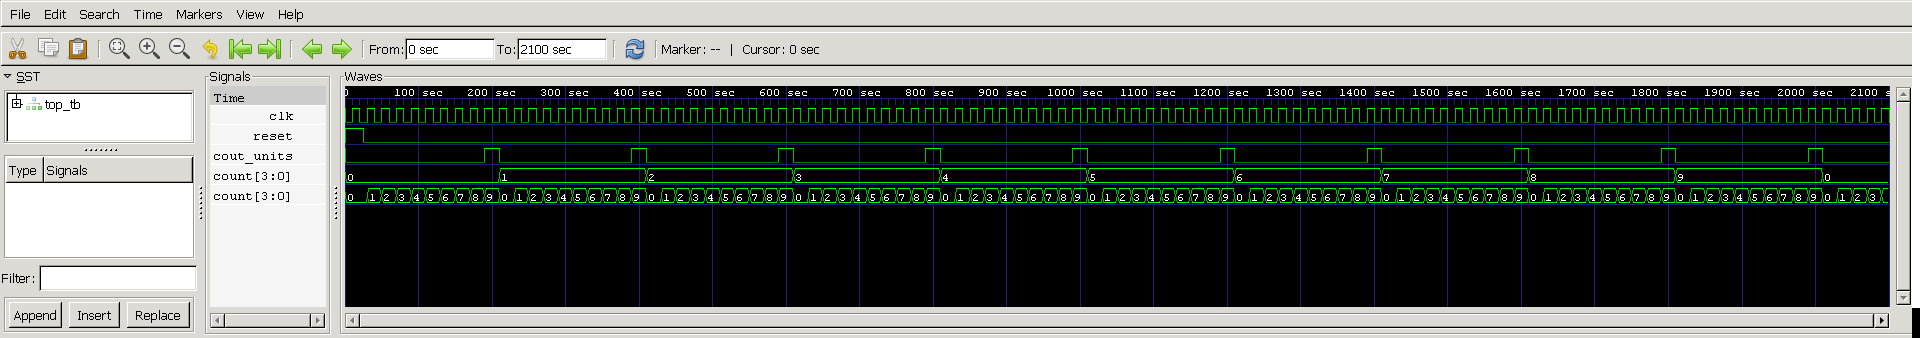 File Edit Search Time Markers View Help
From: 0 sec To: 2100 sec Marker: -- | Cursor: 0 sec
SST
top_tb
Type Signals
Filter:
Append Insert Replace
Signals
Time
clk
reset
cout_units
count[3:0]
count[3:0]
Waves
0 100 sec 200 sec 300 sec 400 sec 500 sec 600 sec 700 sec 800 sec 900 sec 1000 sec 1100 sec 1200 sec 1300 sec 1400 sec 1500 sec 1600 sec 1700 sec 1800 sec 1900 sec 2000 sec 2100 s
0 1 2 3 4 5 6 7 8 9 0
0 1 2 3 4 5 6 7 8 9 0 1 2 3 4 5 6 7 8 9 0 1 2 3 4 5 6 7 8 9 0 1 2 3 4 5 6 7 8 9 0 1 2 3 4 5 6 7 8 9 0 1 2 3 4 5 6 7 8 9 0 1 2 3 4 5 6 7 8 9 0 1 2 3 4 5 6 7 8 9 0 1 2 3 4 5 6 7 8 9 0 1 2 3 4 5 6 7 8 9 0 1 2 3